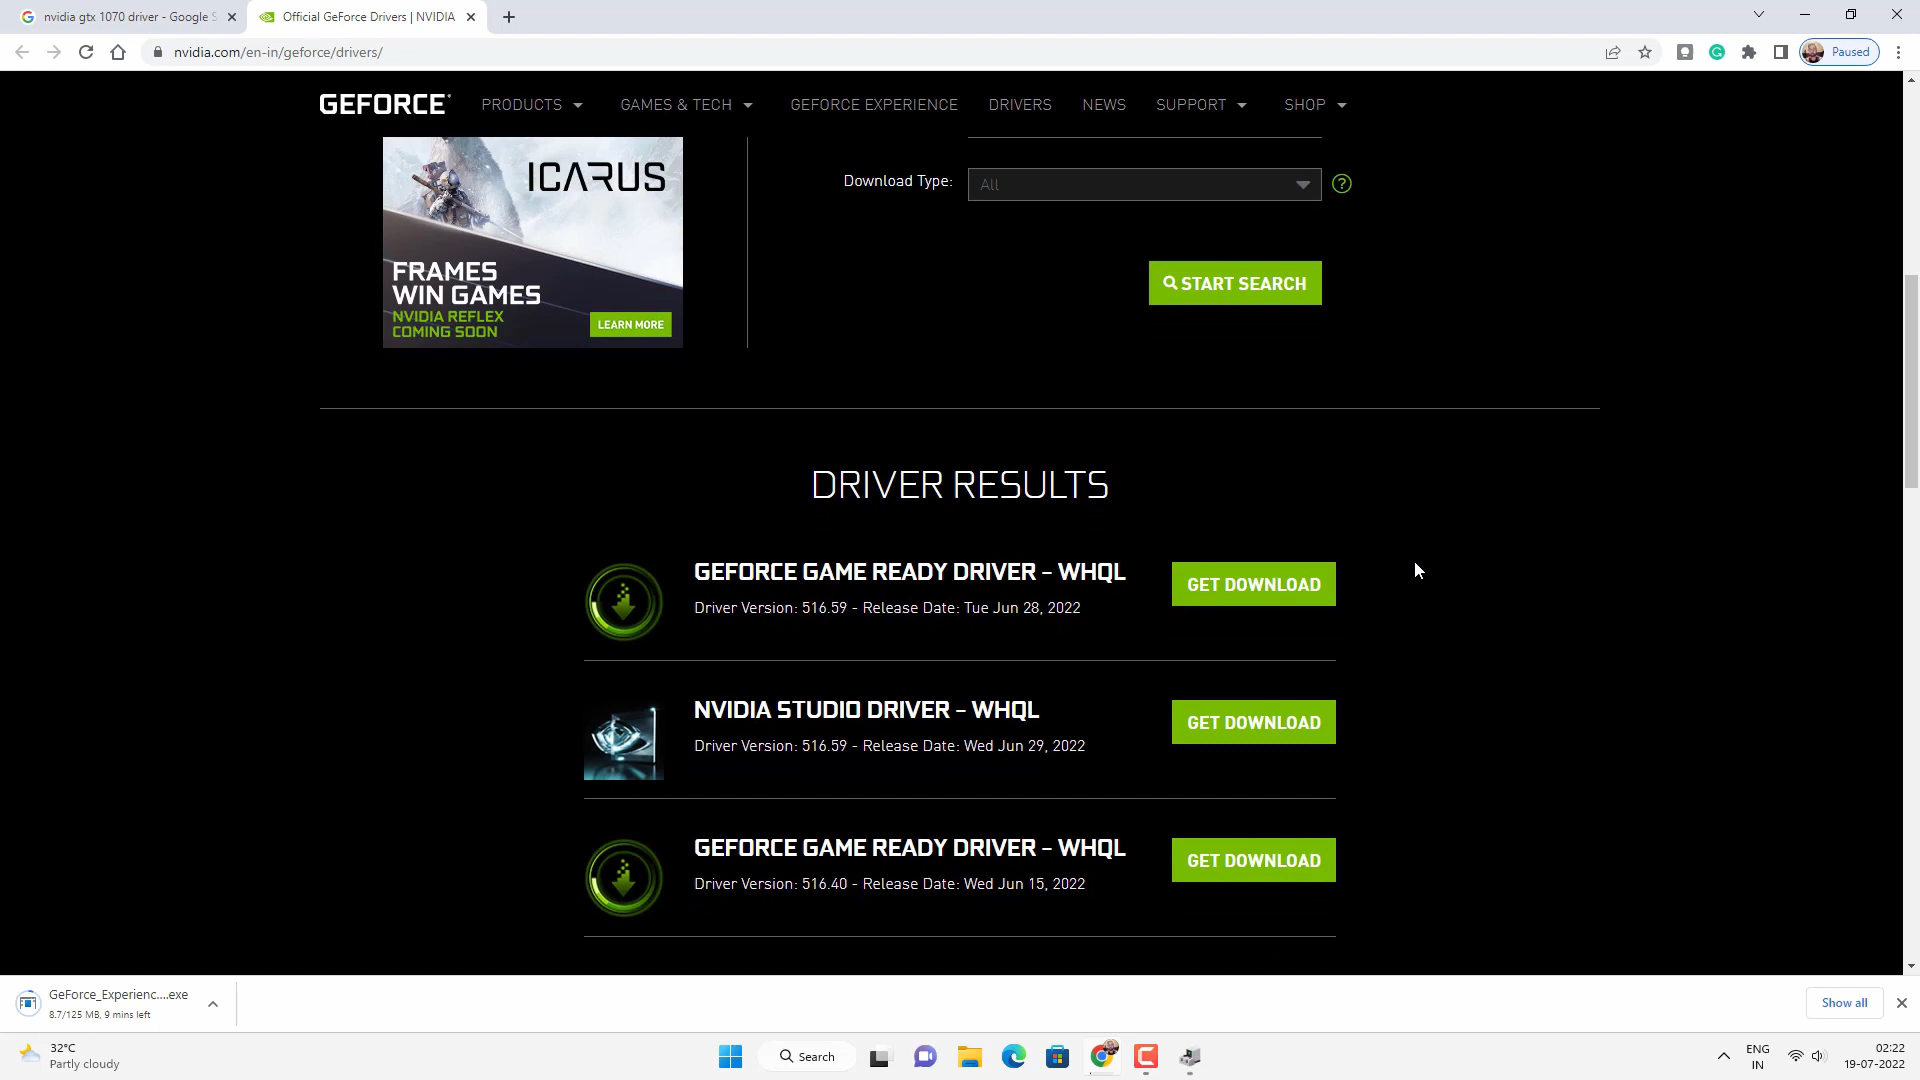 nvidia gtx 1070 driver - Google S
Official GeForce Drivers | NVIDIA
nvidia.com/en-in/geforce/drivers/
Paused
GEFORCE
PRODUCTS
GAMES & TECH
GEFORCE EXPERIENCE
DRIVERS
NEWS
SUPPORT
SHOP
ICARUS
FRAMES
WIN GAMES
NVIDIA REFLEX
COMING SOON
LEARN MORE
Download Type:
All
?
START SEARCH
DRIVER RESULTS
GEFORCE GAME READY DRIVER - WHQL
Driver Version: 516.59 - Release Date: Tue Jun 28, 2022
GET DOWNLOAD
NVIDIA STUDIO DRIVER - WHQL
Driver Version: 516.59 - Release Date: Wed Jun 29, 2022
GET DOWNLOAD
GEFORCE GAME READY DRIVER - WHQL
Driver Version: 516.40 - Release Date: Wed Jun 15, 2022
GET DOWNLOAD
GeForce_Experienc....exe
8.7/125 MB, 9 mins left
Show all
32°C
Partly cloudy
Search
ENG
IN
02:22
19-07-2022